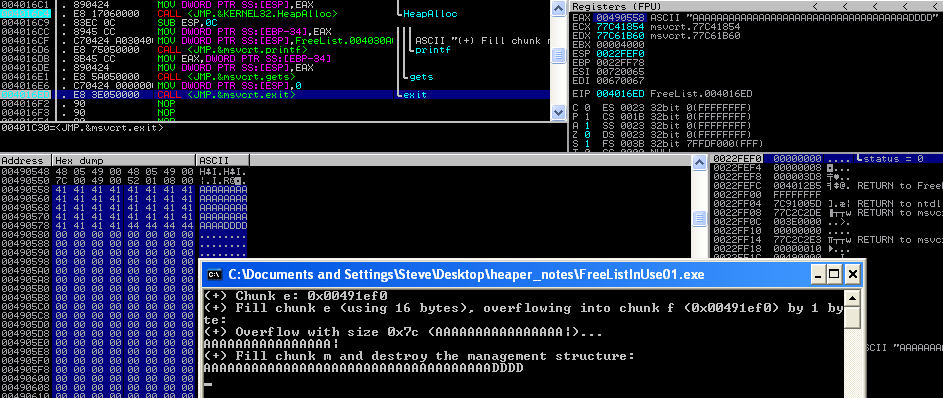 004016C1 . 890424 MOV DWORD PTR SS:[ESP],EAX
. E8 17060000 CALL <JMP.&KERNEL32.HeapAlloc> HeapAlloc
004016C9 . 83EC 0C SUB ESP,0C
. 8945 CC MOV DWORD PTR SS:[EBP-34],EAX
. C70424 A03040 MOV DWORD PTR SS:[ESP],FreeList.004030A ASCII "(+) Fill chunk m
. E8 75050000 CALL <JMP.&msvcrt.printf> printf
004016DB . 8B45 CC MOV EAX,DWORD PTR SS:[EBP-34]
004016DE . 890424 MOV DWORD PTR SS:[ESP],EAX
004016E1 . E8 5A050000 CALL <JMP.&msvcrt.gets> gets
004016E6 . C70424 000000 MOV DWORD PTR SS:[ESP],0
. E8 3E050000 CALL <JMP.&msvcrt.exit> exit
004016F2 . 90 NOP
004016F3 . 90 NOP
00401C30=<JMP.&msvcrt.exit>
Registers (FPU) < < < < <
EAX 00490558 ASCII "AAAAAAAAAAAAAAAAAAAAAAAAAAAAAAAAAAAADDDD"
ECX 77C41854 msvcrt.77C41854
EDX 77C61B60 msvcrt.77C61B60
EBX 00004000
ESP 0022FEF0
EBP 0022FF78
ESI 00720065
EDI 00670067
EIP 004016ED FreeList.004016ED
C 0 ES 0023 32bit 0(FFFFFFFF)
P 1 CS 001B 32bit 0(FFFFFFFF)
A 1 SS 0023 32bit 0(FFFFFFFF)
Z 0 DS 0023 32bit 0(FFFFFFFF)
S 1 FS 003B 32bit 7FFDF000(FFF)
Address Hex dump ASCII
00490548 48 05 49 00 48 05 49 00 H♣I.H♣I.
00490550 7C 00 49 00 52 01 08 00
00490558 41 41 41 41 41 41 41 41 AAAAAAAA
00490560 41 41 41 41 41 41 41 41 AAAAAAAA
00490568 41 41 41 41 41 41 41 41 AAAAAAAA
00490570 41 41 41 41 41 41 41 41 AAAAAAAA
00490578 41 41 41 41 44 44 44 44 AAAADDDD
00490580 00 00 00 00 00 00 00 00 ........
00490588 00 00 00 00 00 00 00 00 ........
00490590 00 00 00 00 00 00 00 00
00490598 00 00 00 00 00 00 00 00
004905A0 00 00 00 00 00 00 00 00
004905A8 00 00 00 00 00 00 00 00
004905B0 00 00 00 00 00 00 00 00
004905B8 00 00 00 00 00 00 00 00
004905C0 00 00 00 00 00 00 00 00
004905C8 00 00 00 00 00 00 00 00
004905D0 00 00 00 00 00 00 00 00
004905D8 00 00 00 00 00 00 00 00
004905E0 00 00 00 00 00 00 00 00
004905E8 00 00 00 00 00 00 00 00
004905F0 00 00 00 00 00 00 00 00
004905F8 00 00 00 00 00 00 00 00
00490600 00 00 00 00 00 00 00 00
00490608 00 00 00 00 00 00 00 00
0022FEF0 00000000 .... status = 0
0022FEF4 00000008
0022FEF8 000003D8
0022FEFC 004012B5 RETURN to Free
0022FF00 FFFFFFFF
0022FF04 7C91005D RETURN to ntdl
0022FF08 77C2C2DE RETURN to msvc
0022FF0C 003E0000 ..>.
0022FF10 00000000 ....
0022FF14 77C2C2E3 RETURN to msvc
C:\Documents and Settings\Steve\Desktop\heaper_notes\FreeListInUse01.exe
(+) Chunk e: 0x00491ef0
(+) Fill chunk e (using 16 bytes), overflowing into chunk f (0x00491ef0) by 1 by
te:
(+) Overflow with size 0x7c (AAAAAAAAAAAAAAAA¦)...
AAAAAAAAAAAAAAAA¦
(+) Fill chunk m and destroy the management structure:
AAAAAAAAAAAAAAAAAAAAAAAAAAAAAAAAAAAADDDD